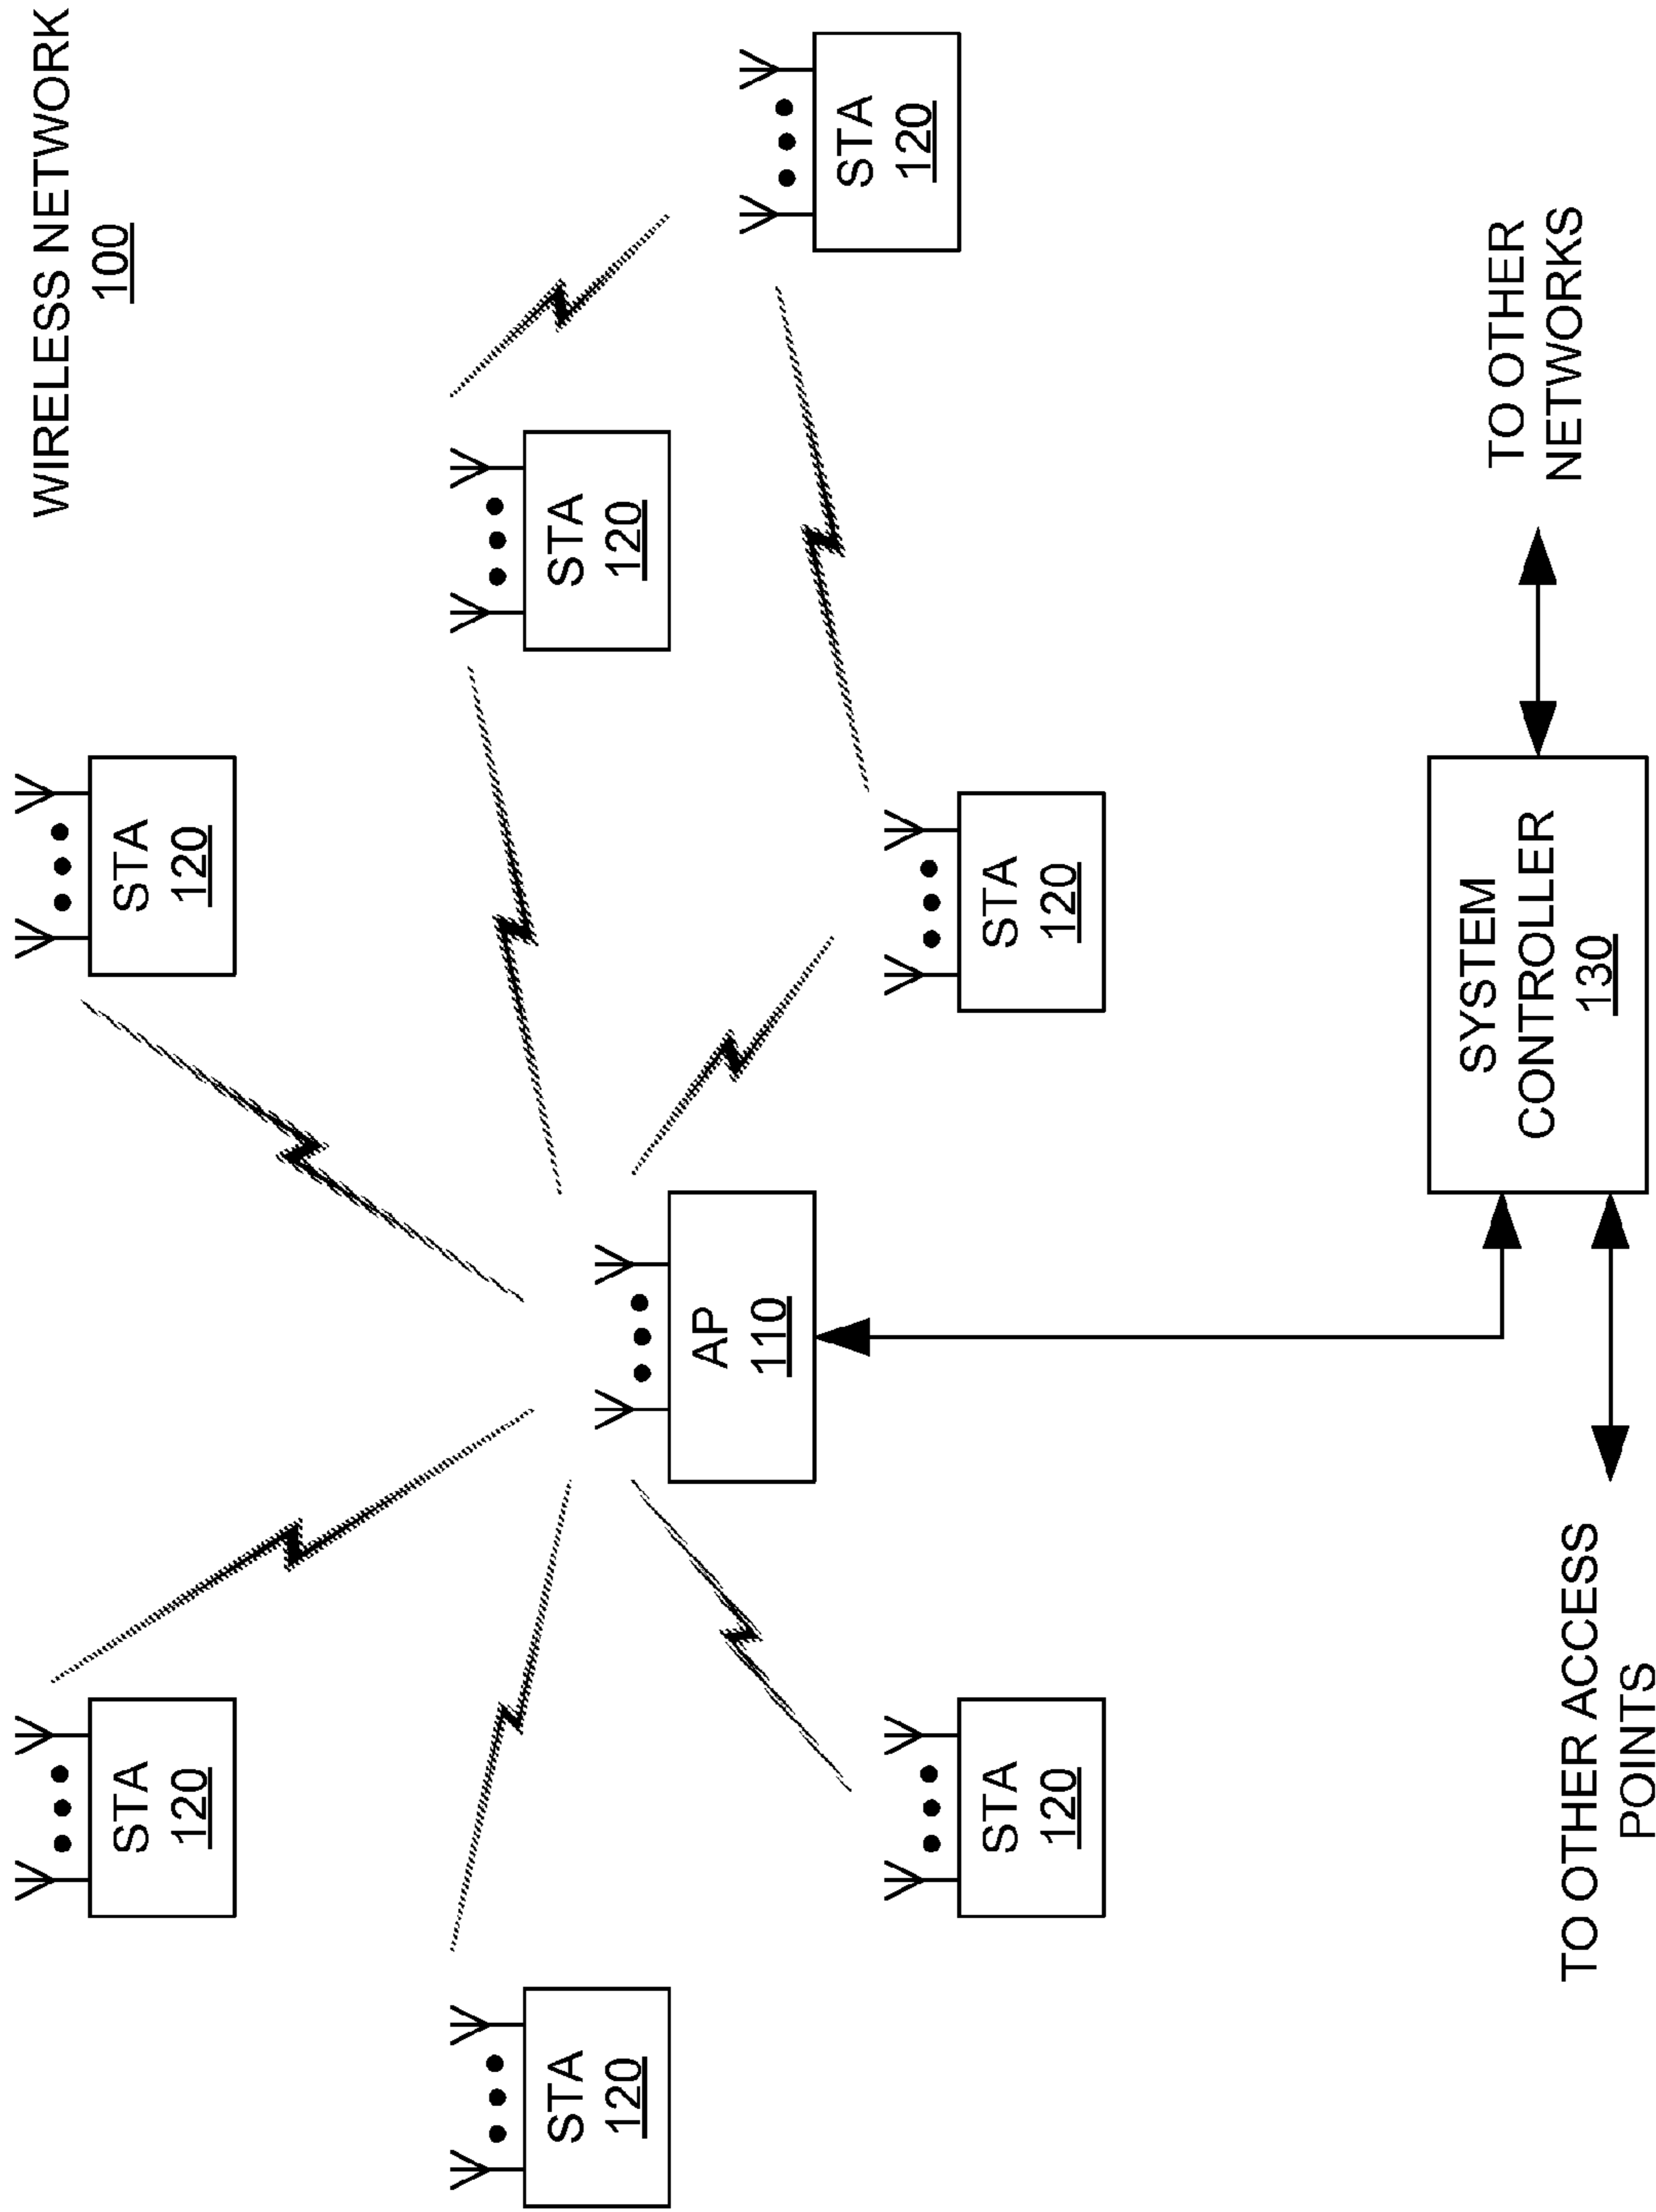 WIRELESS NETWORK
100
STA
120
STA
120
STA
120
STA
120
AP
110
STA
120
STA
120
STA
120
SYSTEM
CONTROLLER
130
TO OTHER ACCESS
POINTS
TO OTHER
NETWORKS